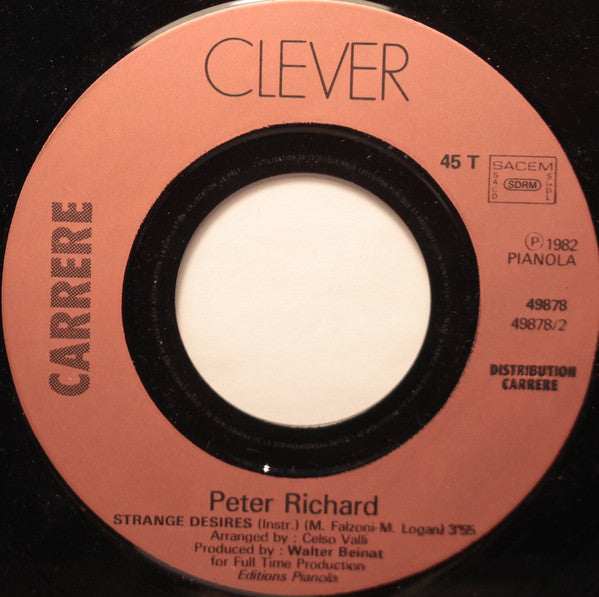 CLEVER
CARRERE
45 T
SACEM
SACD
SDRM
SGDL
Ⓟ 1982
PIANOLA
49878
49878/2
DISTRIBUTION
CARRERE
Peter Richard
STRANGE DESIRES (Instr.) (M. Falzoni-M. Logan) 3'55
Arranged by : Celso Valli
Produced by : Walter Beinat
for Full Time Production
Editions Pianola